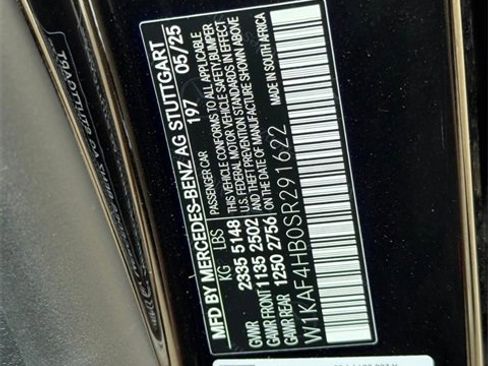 MFD BY MERCEDES-BENZ AG STUTTGART
197 05/25
KG LBS
GVWR 2335 5148
GAWR FRONT 1135 2502
GAWR REAR 1250 2756
PASSENGER CAR
THIS VEHICLE CONFORMS TO ALL APPLICABLE
U.S. FEDERAL MOTOR VEHICLE SAFETY, BUMPER
AND THEFT PREVENTION STANDARDS IN EFFECT
ON THE DATE OF MANUFACTURE SHOWN ABOVE
MADE IN SOUTH AFRICA
W1KAF4HB0SR291622